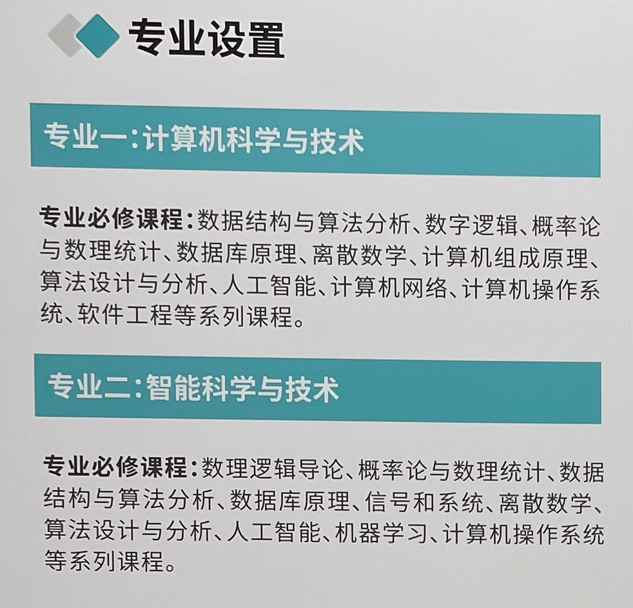 专业设置
专业一：计算机科学与技术
专业必修课程：数据结构与算法分析、数字逻辑、概率论
与数理统计、数据库原理、离散数学、计算机组成原理、
算法设计与分析、人工智能、计算机网络、计算机操作系
统、软件工程等系列课程。
专业二：智能科学与技术
专业必修课程：数理逻辑导论、概率论与数理统计、数据
结构与算法分析、数据库原理、信号和系统、离散数学、
算法设计与分析、人工智能、机器学习、计算机操作系统
等系列课程。